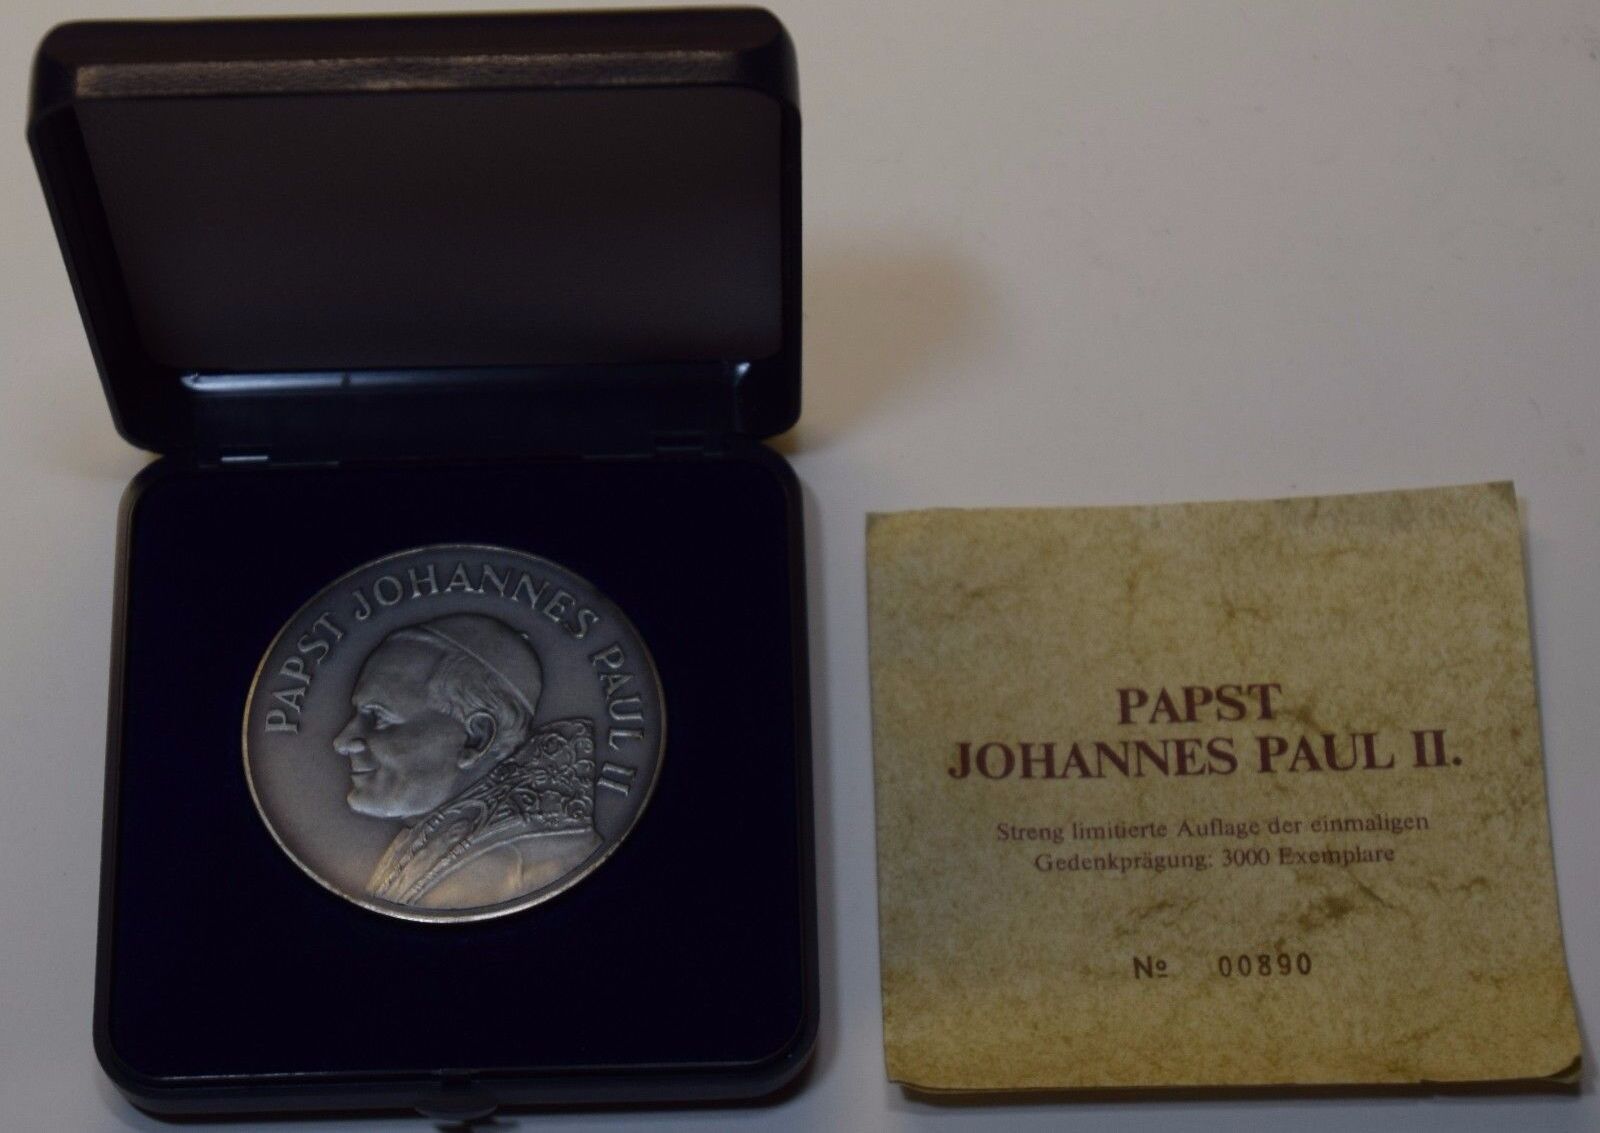 PAPST JOHANNES PAUL II
PAPST
JOHANNES PAUL II.
Streng limitierte Auflage der einmaligen
Gedenkprägung: 3000 Exemplare
Nº 00890